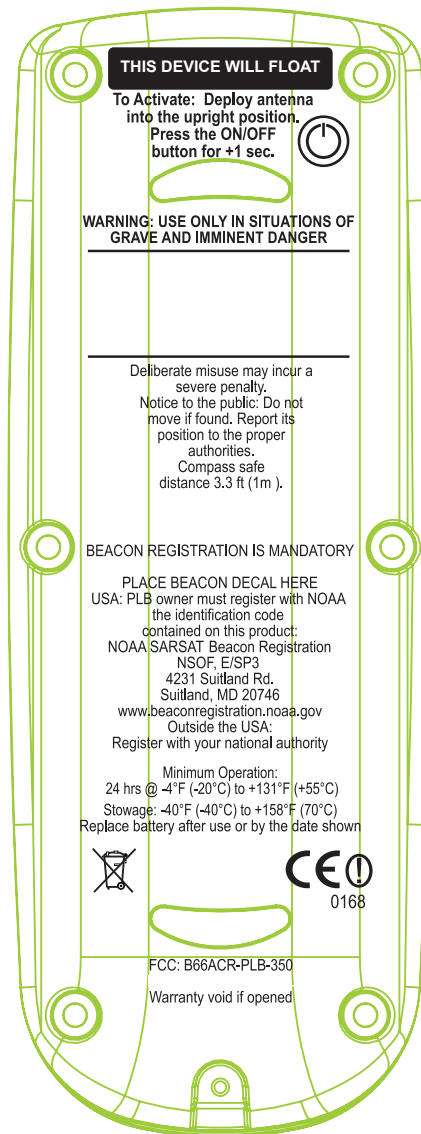 THIS DEVICE WILL FLOAT
To Activate: Deploy antenna
into the upright position.
Press the ON/OFF
button for +1 sec.
WARNING: USE ONLY IN SITUATIONS OF
GRAVE AND IMMINENT DANGER
Deliberate misuse may incur a
severe penalty.
Notice to the public: Do not
move if found. Report its
position to the proper
authorities.
Compass safe
distance 3.3 ft (1m ).
BEACON REGISTRATION IS MANDATORY
PLACE BEACON DECAL HERE
USA: PLB owner must register with NOAA
the identification code
contained on this product:
NOAA SARSAT Beacon Registration
NSOF, E/SP3
4231 Suitland Rd.
Suitland, MD 20746
www.beaconregistration.noaa.gov
Outside the USA:
Register with your national authority
Minimum Operation:
24 hrs @ -4°F (-20°C) to +131°F (+55°C)
Stowage: -40°F (-40°C) to +158°F (70°C)
Replace battery after use or by the date shown
CE
0168
FCC: B66ACR-PLB-350
Warranty void if opened